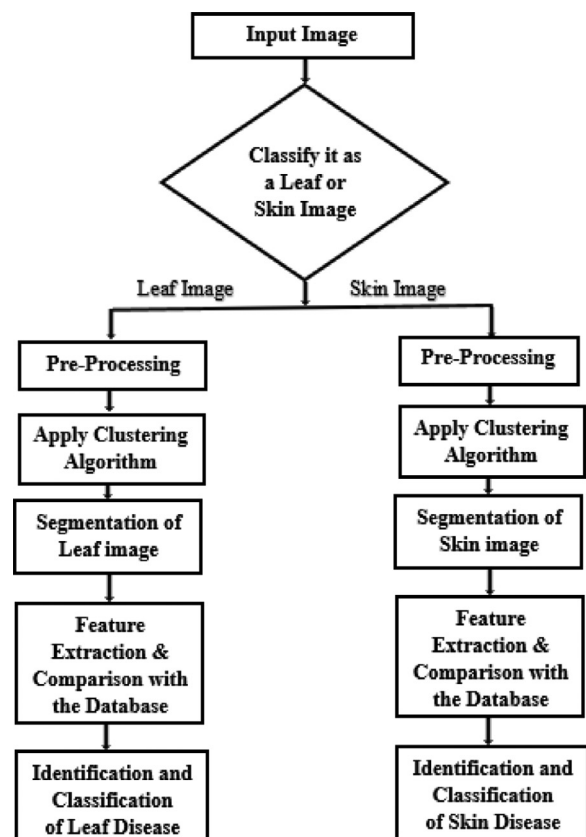 Input Image
Classify it as
a Leaf or
Skin Image
Leaf Image
Skin Image
Pre-Processing
Apply Clustering
Algorithm
Segmentation of
Leaf image
Feature
Extraction &
Comparison with
the Database
Identification and
Classification
of Leaf Disease
Pre-Processing
Apply Clustering
Algorithm
Segmentation of
Skin image
Feature
Extraction &
Comparison with
the Database
Identification and
Classification
of Skin Disease